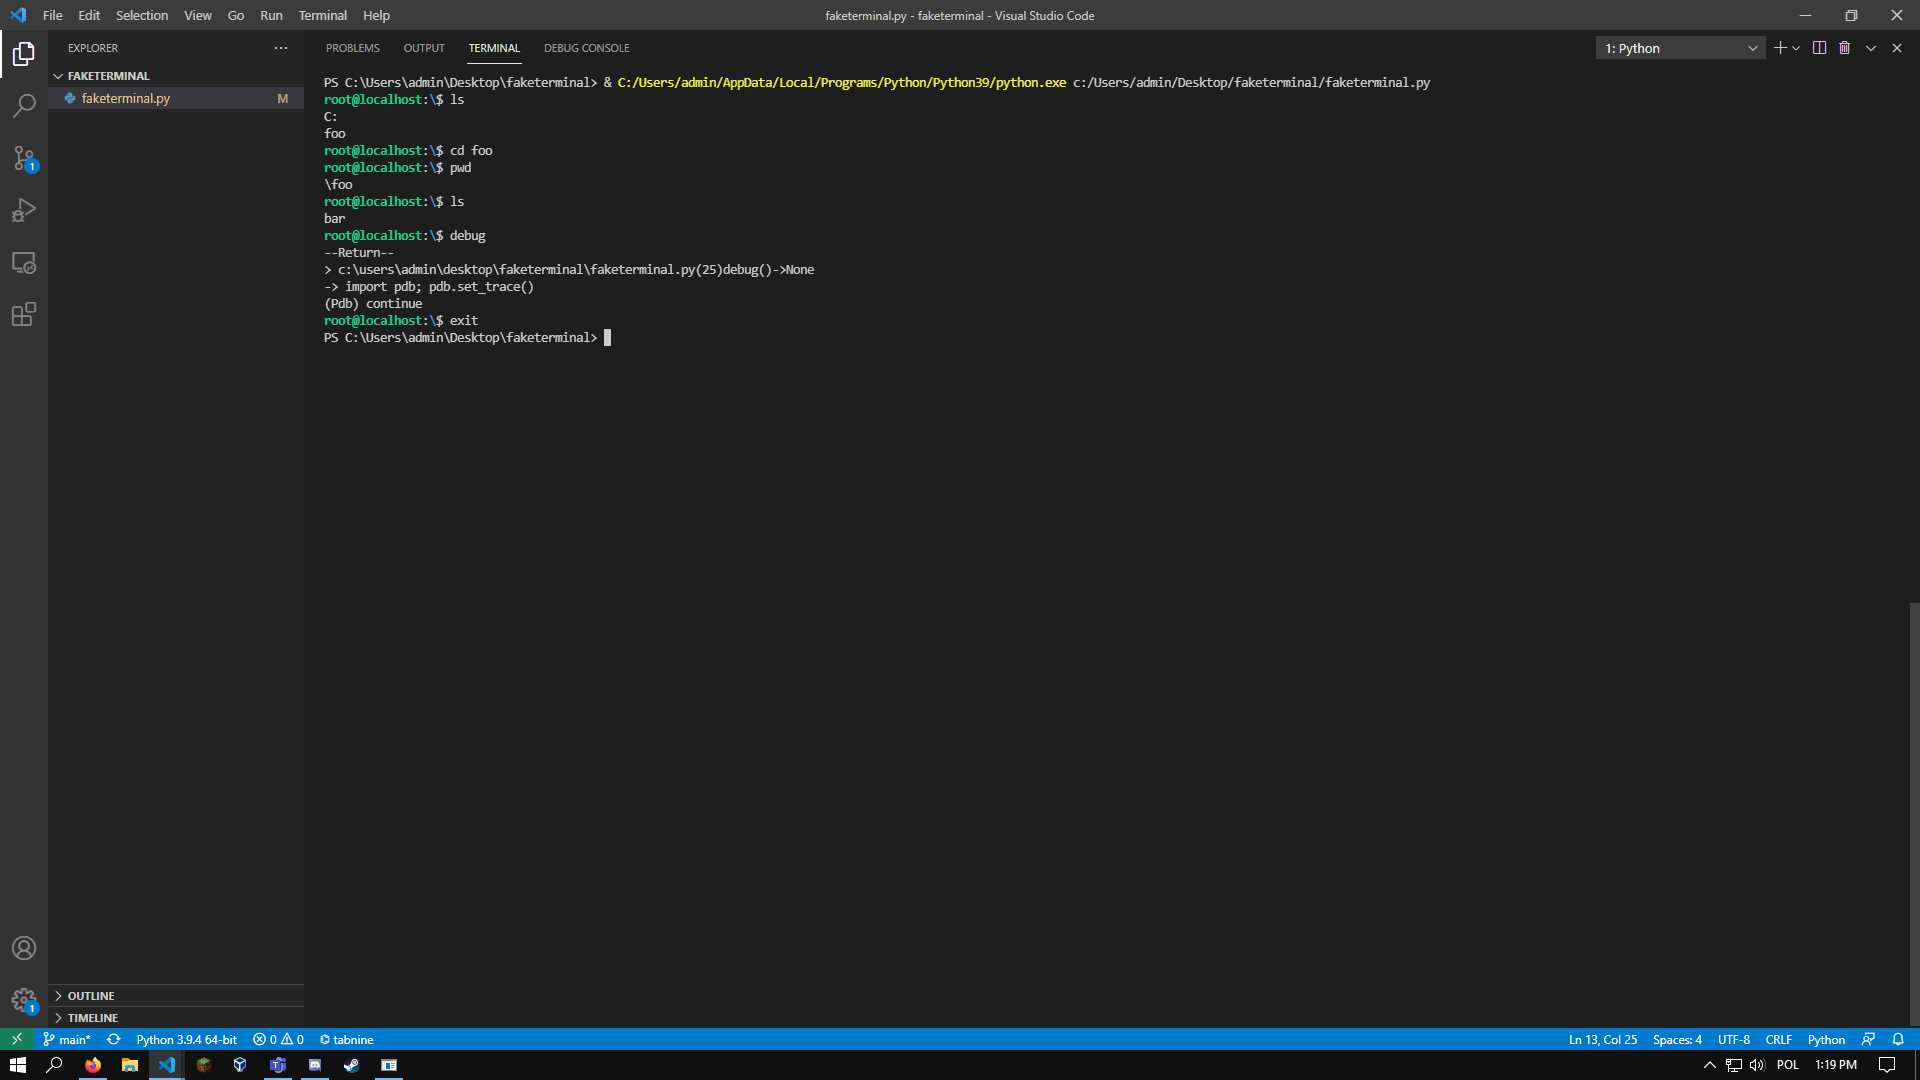 File Edit Selection View Go Run Terminal Help
faketerminal.py - faketerminal - Visual Studio Code
EXPLORER
FAKETERMINAL
faketerminal.py M
1
PROBLEMS OUTPUT TERMINAL DEBUG CONSOLE
1: Python
PS C:\Users\admin\Desktop\faketerminal> & C:/Users/admin/AppData/Local/Programs/Python/Python39/python.exe c:/Users/admin/Desktop/faketerminal/faketerminal.py
root@localhost:\$ ls
C:
foo
root@localhost:\$ cd foo
root@localhost:\$ pwd
\foo
root@localhost:\$ ls
bar
root@localhost:\$ debug
--Return--
> c:\users\admin\desktop\faketerminal\faketerminal.py(25)debug()->None
-> import pdb; pdb.set_trace()
(Pdb) continue
root@localhost:\$ exit
PS C:\Users\admin\Desktop\faketerminal>
OUTLINE
1
TIMELINE
main* Python 3.9.4 64-bit 0 0 tabnine
Ln 13, Col 25 Spaces: 4 UTF-8 CRLF Python
POL 1:19 PM